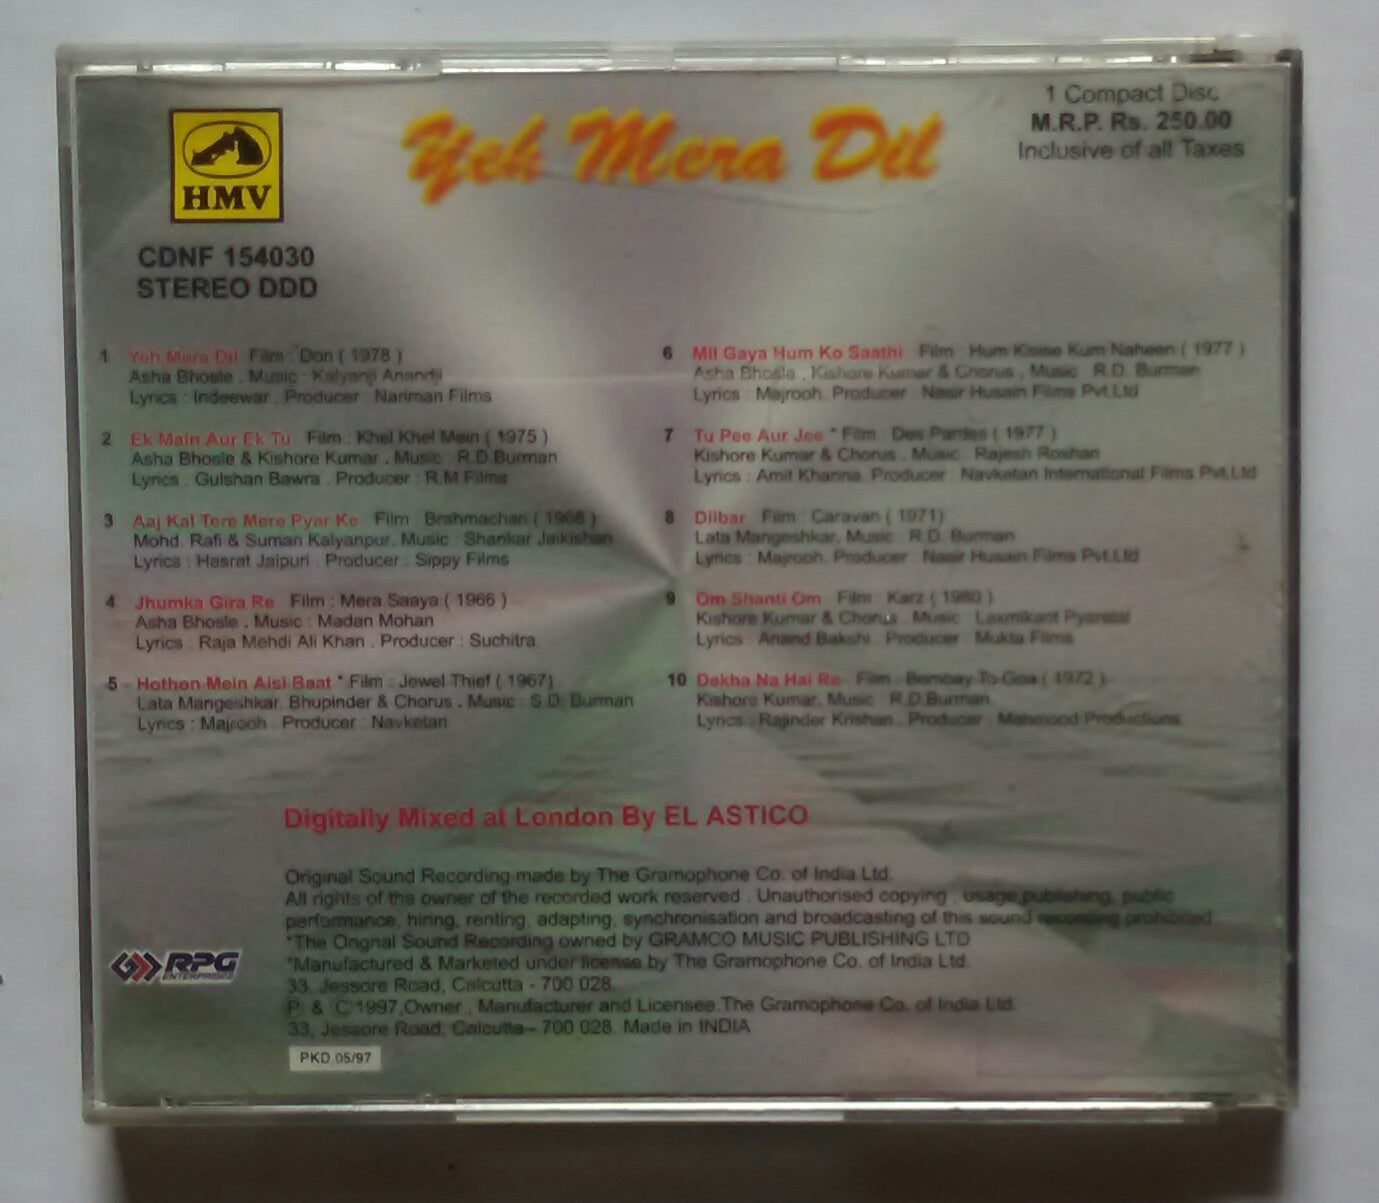 HMV
Yeh Mera Dil
1 Compact Disc
M.R.P. Rs. 250.00
Inclusive of all Taxes
CDNF 154030
STEREO DDD
1 Yeh Mera Dil Film : Don ( 1978 )
Asha Bhosle . Music : Kalyanji Anandji
Lyrics : Indeewar . Producer : Nariman Films
2 Ek Main Aur Ek Tu Film : Khel Khel Mein ( 1975 )
Asha Bhosle & Kishore Kumar . Music : R.D.Burman
Lyrics : Gulshan Bawra . Producer : R.M Films
3 Aaj Kal Tere Mere Pyar Ke Film : Brahmachari ( 1968 )
Mohd. Rafi & Suman Kalyanpur. Music : Shankar Jaikishan
Lyrics : Hasrat Jaipuri . Producer : Sippy Films
4 Jhumka Gira Re Film : Mera Saaya ( 1966 )
Asha Bhosle . Music : Madan Mohan
Lyrics : Raja Mehdi Ali Khan . Producer : Suchitra.
5 Hothon Mein Aisi Baat * Film : Jewel Thief ( 1967)
Lata Mangeshkar, Bhupinder & Chorus . Music : S.D. Burman
Lyrics : Majrooh . Producer : Navketan
6 Mil Gaya Hum Ko Saathi Film : Hum Kisise Kum Naheen ( 1977 )
Asha Bhosle , Kishore Kumar & Chorus . Music : R.D. Burman
Lyrics : Majrooh. Producer : Nasir Husain Films Pvt.Ltd
7 Tu Pee Aur Jee * Film : Des Pardes ( 1977 )
Kishore Kumar & Chorus . Music : Rajesh Roshan
Lyrics : Amit Khanna. Producer : Navketan International Films Pvt.Ltd
8 Dilbar Film : Caravan ( 1971)
Lata Mangeshkar. Music : R.D. Burman
Lyrics : Majrooh. Producer : Nasir Husain Films Pvt.Ltd
9 Om Shanti Om Film : Karz ( 1980 )
Kishore Kumar & Chorus . Music : Laxmikant Pyarelal
Lyrics : Anand Bakshi . Producer : Mukta Films
10 Dekha Na Hai Re Film : Bombay To Goa ( 1972 )
Kishore Kumar. Music : R.D.Burman
Lyrics : Rajinder Krishan . Producer : Mahmood Productions
Digitally Mixed at London By EL ASTICO
Original Sound Recording made by The Gramophone Co. of India Ltd.
All rights of the owner of the recorded work reserved . Unauthorised copying , usage,publishing, public
performance, hiring, renting, adapting, synchronisation and broadcasting of this sound recording prohibited
*The Orignal Sound Recording owned by GRAMCO MUSIC PUBLISHING LTD
*Manufactured & Marketed under license by The Gramophone Co. of India Ltd.
33, Jessore Road, Calcutta - 700 028.
P & C 1997,Owner , Manufacturer and Licensee.The Gramophone Co. of India Ltd.
33, Jessore Road, Calcutta - 700 028. Made in INDIA
RPG
ENTERPRISES
PKD.05/97